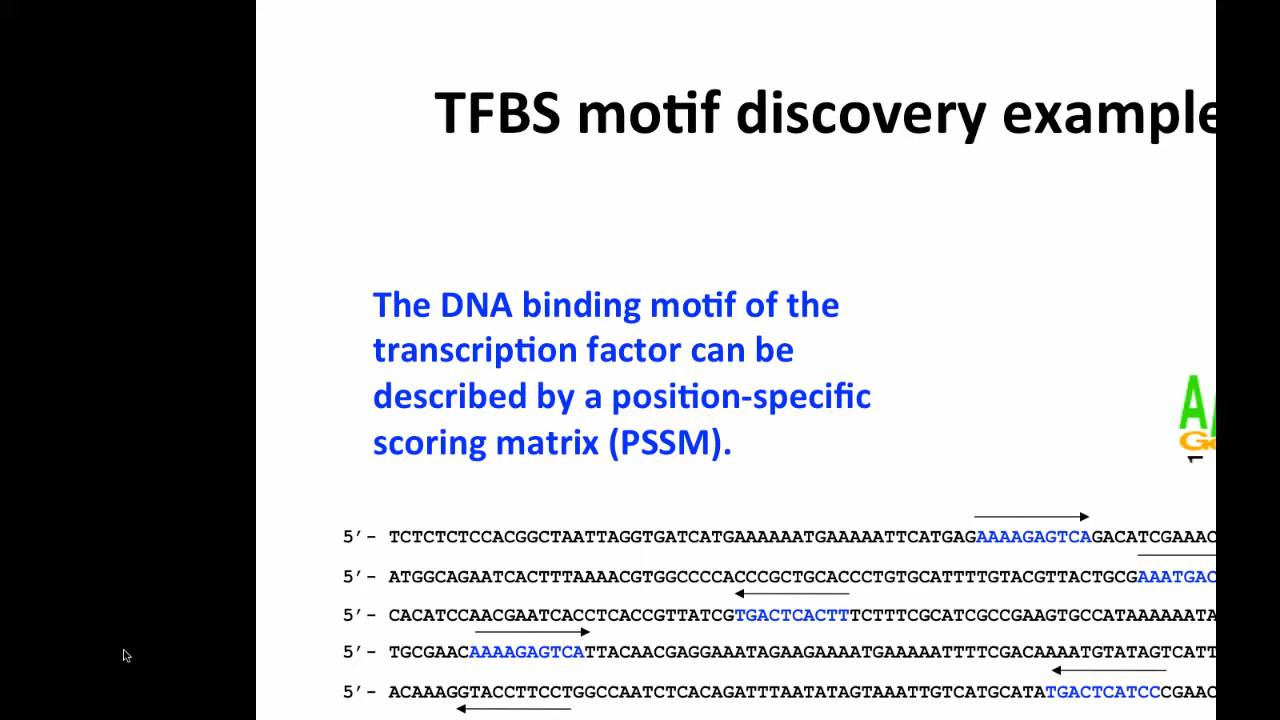 TFBS motif discovery example
The DNA binding motif of the
transcription factor can be
described by a position-specific
scoring matrix (PSSM).
A
G
1
5’– TCTCTCTCCACGGCTAATTAGGTGATCATGAAAAAATGAAAAATTCATGAGAAAAGAGTCAGACATCGAAAC
5’– ATGGCAGAATCACTTTAAAACGTGGCCCCACCCGCTGCACCCTGTGCATTTTGTACGTTACTGCGAAATGAC
5’– CACATCCAACGAATCACCTCACCGTTATCGTGACTCACTTTCTTTCGCATCGCCGAAGTGCCATAAAAAATA
5’– TGCGAACAAAAGAGTCATTACAACGAGGAAATAGAAGAAAATGAAAAATTTTCGACAAAATGTATAGTCATT
5’– ACAAAGGTACCTTCCTGGCCAATCTCACAGATTTAATATAGTAAATTGTCATGCATATGACTCATCCCGAAC